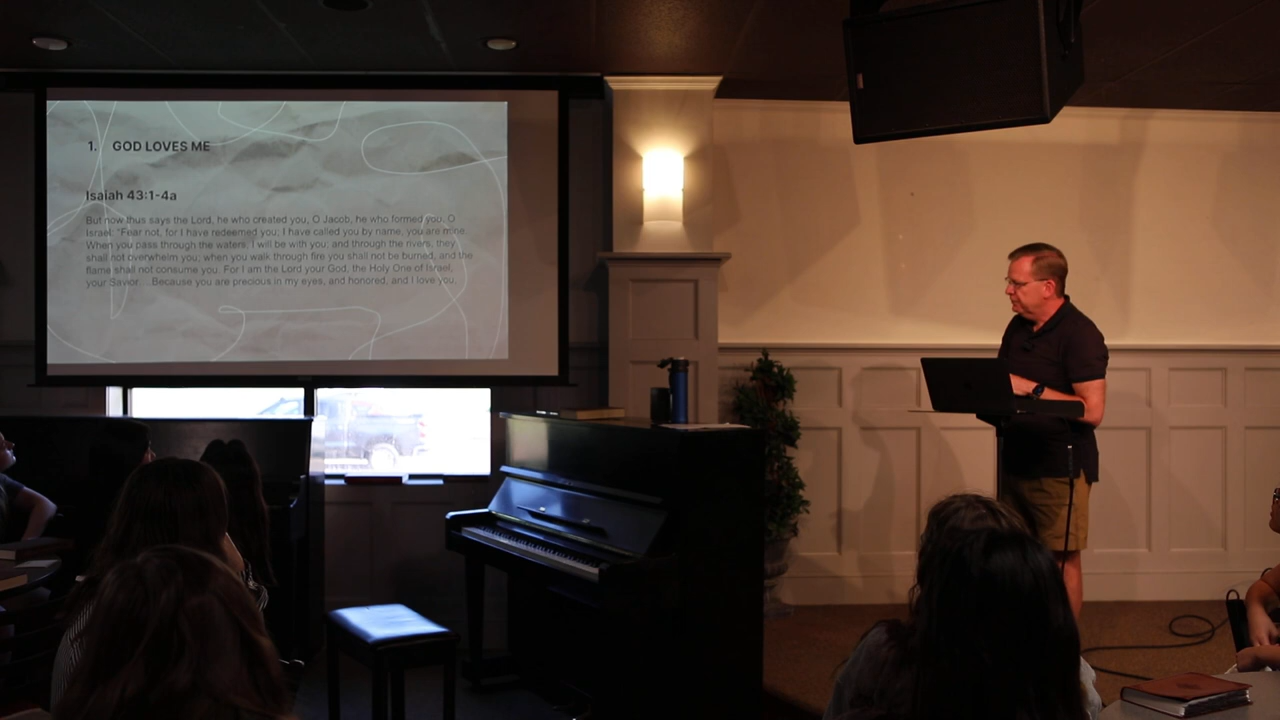 1. GOD LOVES ME
Isaiah 43:1-4a
But now thus says the Lord, he who created you, O Jacob, he who formed you, O
Israel: "Fear not, for I have redeemed you; I have called you by name, you are mine.
When you pass through the waters, I will be with you; and through the rivers, they
shall not overwhelm you; when you walk through fire you shall not be burned, and the
flame shall not consume you. For I am the Lord your God, the Holy One of Israel,
your Savior... Because you are precious in my eyes, and honored, and I love you.